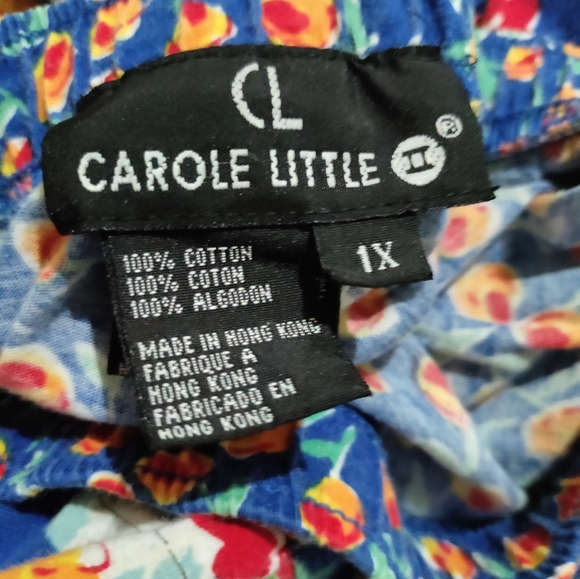 CL
CAROLE LITTLE III ®
1X
100% COTTON
100% COTON
100% ALGODON
MADE IN HONG KONG
FABRIQUE A
HONG KONG
FABRICADO EN
HONG KONG